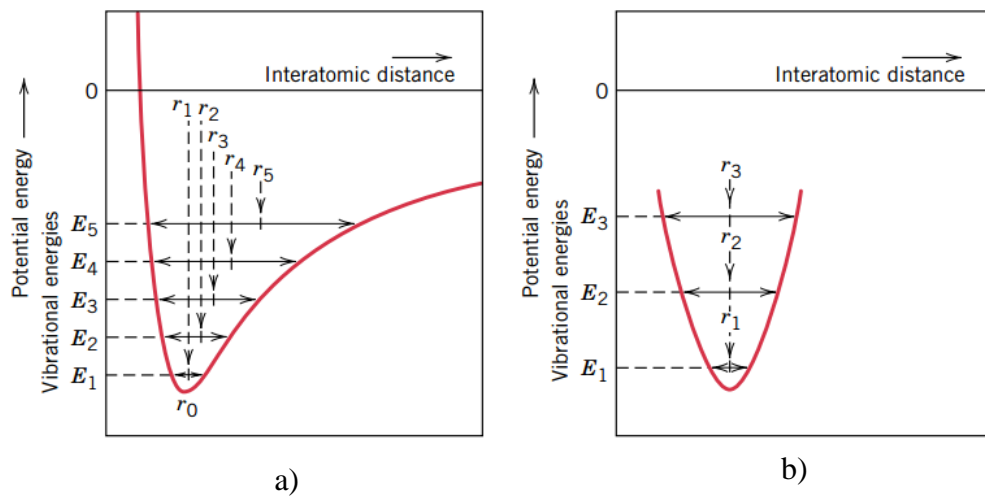 Interatomic distance
0
r1
r2
r3
r4
r5
Potential energy
Vibrational energies
E5
E4
E3
E2
E1
r0
a)
Interatomic distance
0
r3
Potential energy
Vibrational energies
E3
r2
E2
r1
E1
b)